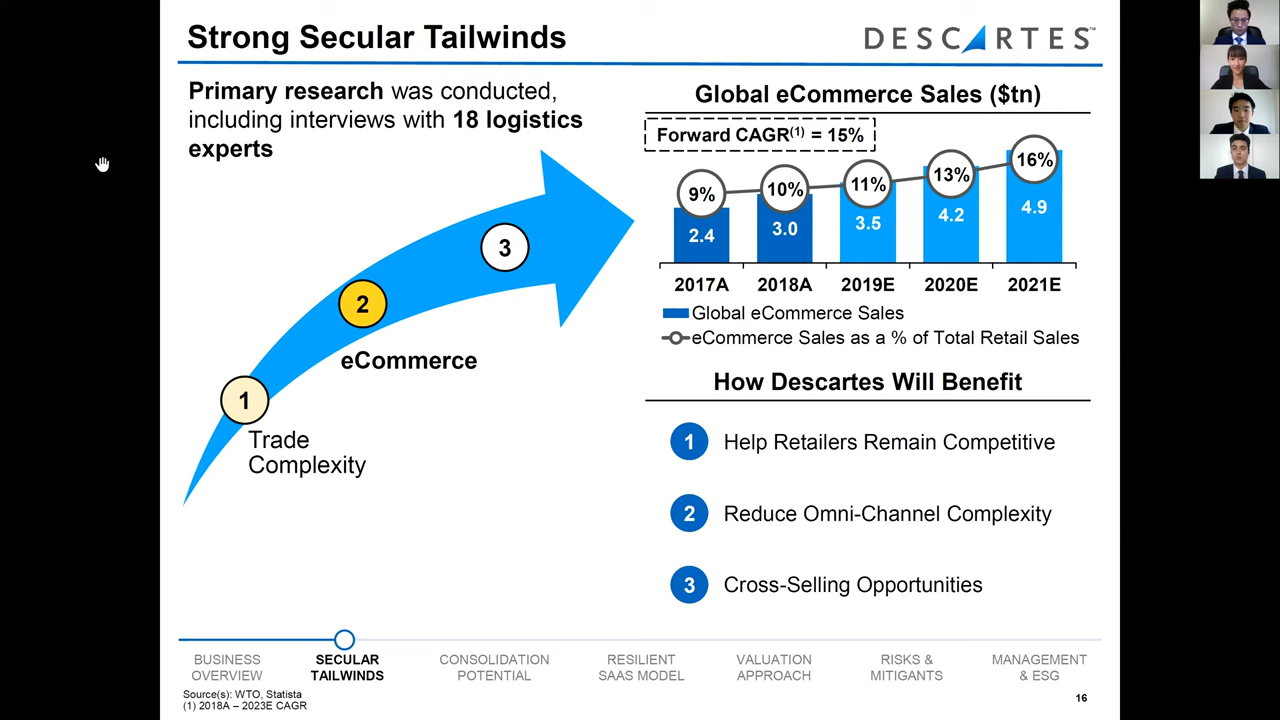 Strong Secular Tailwinds
DESCARTES™
Primary research was conducted,
including interviews with 18 logistics
experts
1
Trade
Complexity
2
eCommerce
3
Global eCommerce Sales ($tn)
Forward CAGR(1) = 15%
9% 10% 11% 13% 16%
2.4 3.0 3.5 4.2 4.9
2017A 2018A 2019E 2020E 2021E
Global eCommerce Sales
eCommerce Sales as a % of Total Retail Sales
How Descartes Will Benefit
1 Help Retailers Remain Competitive
2 Reduce Omni-Channel Complexity
3 Cross-Selling Opportunities
BUSINESS
OVERVIEW
SECULAR
TAILWINDS
CONSOLIDATION
POTENTIAL
RESILIENT
SAAS MODEL
VALUATION
APPROACH
RISKS &
MITIGANTS
MANAGEMENT
& ESG
Source(s): WTO, Statista
(1) 2018A – 2023E CAGR
16